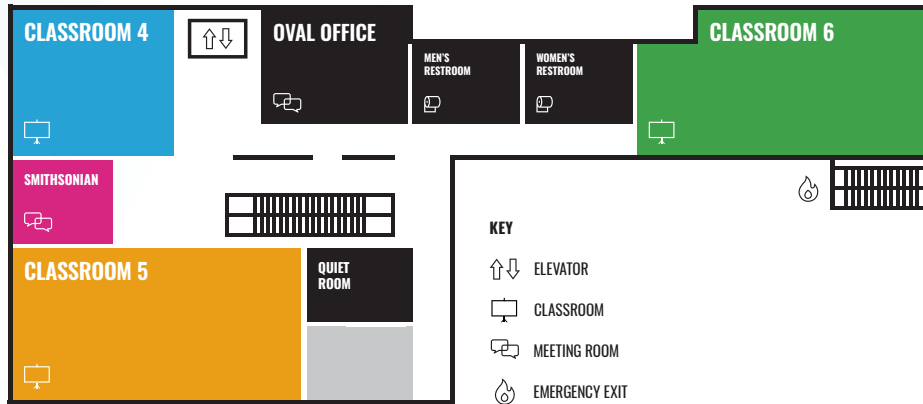 CLASSROOM 4
OVAL OFFICE
CLASSROOM 6
MEN'S
RESTROOM
WOMEN'S
RESTROOM
SMITHSONIAN
CLASSROOM 5
QUIET
ROOM
KEY
ELEVATOR
CLASSROOM
MEETING ROOM
EMERGENCY EXIT